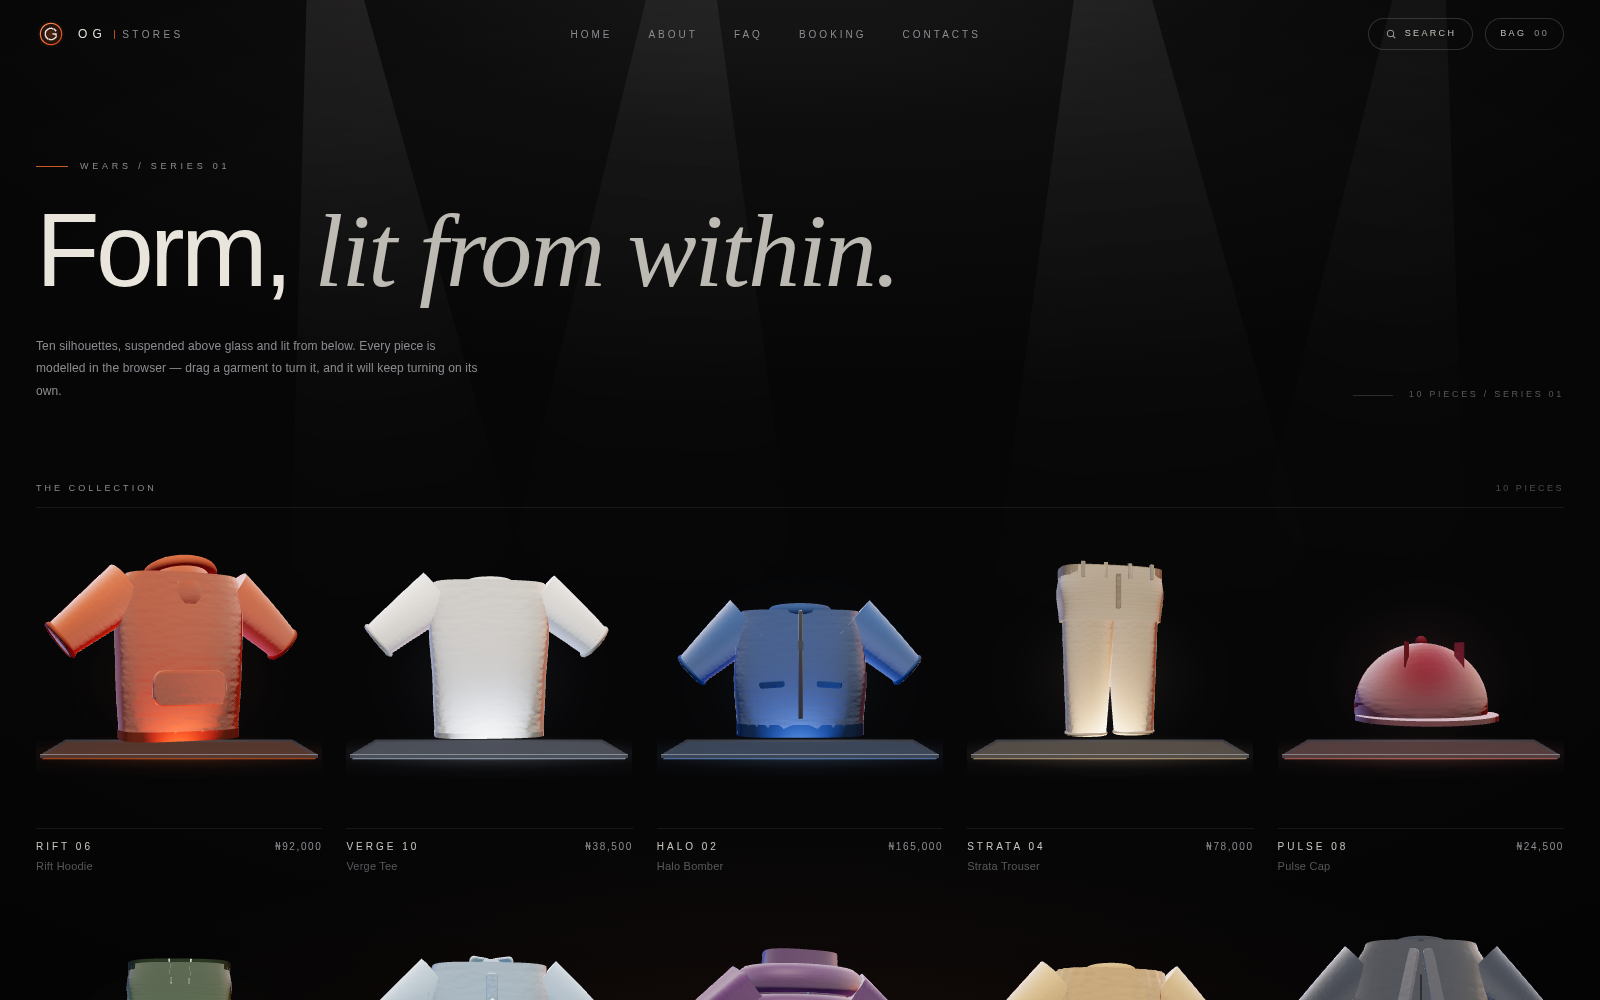 OG | STORES
HOME ABOUT FAQ BOOKING CONTACTS
SEARCH
BAG 00
WEARS / SERIES 01
Form, lit from within.
Ten silhouettes, suspended above glass and lit from below. Every piece is
modelled in the browser — drag a garment to turn it, and it will keep turning on its
own.
10 PIECES / SERIES 01
THE COLLECTION
10 PIECES
RIFT 06 ₦92,000
Rift Hoodie
VERGE 10 ₦38,500
Verge Tee
HALO 02 ₦165,000
Halo Bomber
STRATA 04 ₦78,000
Strata Trouser
PULSE 08 ₦24,500
Pulse Cap